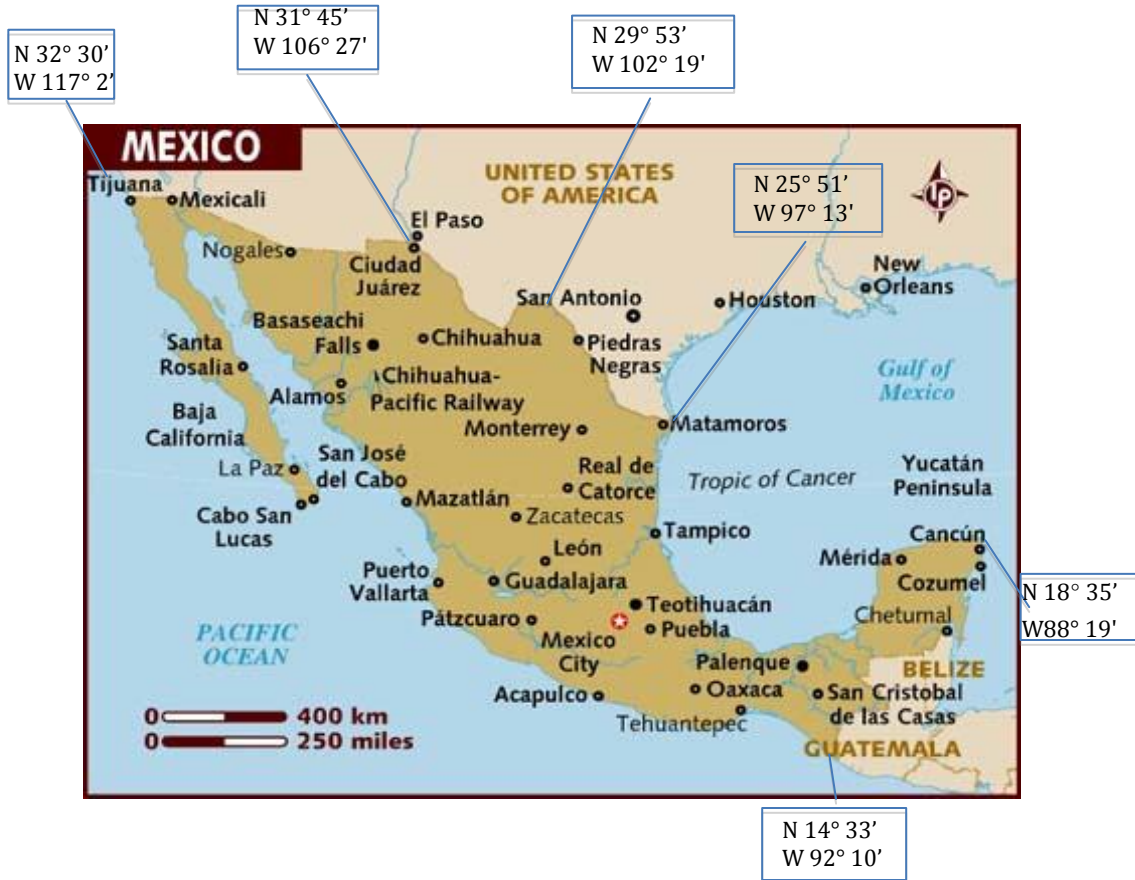 N 31° 45’
W 106° 27'
N 29° 53’
W 102° 19'
N 32° 30’
W 117° 2’
MEXICO
UNITED STATES
OF AMERICA
N 25° 51’
W 97° 13'
LP
Tijuana
Mexicali
El Paso
Nogales
Ciudad
Juárez
New
Orleans
San Antonio
Houston
Basaseachi
Falls
Chihuahua
Piedras
Negras
Santa
Rosalia
Gulf of
Mexico
Alamos
Chihuahua-
Pacific Railway
Baja
California
Monterrey
Matamoros
San José
del Cabo
La Paz
Real de
Catorce
Tropic of Cancer
Yucatán
Peninsula
Mazatlán
Zacatecas
Cabo San
Lucas
Tampico
Cancún
León
Mérida
Puerto
Vallarta
Guadalajara
Cozumel
N 18° 35’
W88° 19'
Teotihuacán
Chetumal
Pátzcuaro
Mexico
City
Puebla
PACIFIC
OCEAN
Palenque
BELIZE
Acapulco
Oaxaca
San Cristobal
de las Casas
Tehuantepec
0 400 km
0 250 miles
GUATEMALA
N 14° 33’
W 92° 10’